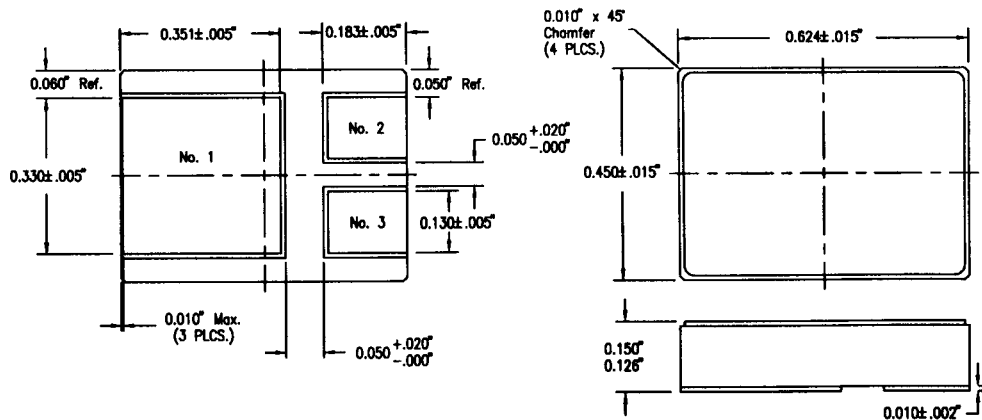 0.351±.005"
0.183±.005"
0.060" Ref.
0.050" Ref.
No. 1
No. 2
0.050 +.020"
-.000"
0.330±.005"
No. 3
0.130±.005"
0.010" Max.
(3 PLCS.)
0.050 +.020"
-.000"
0.010" x 45°
Chamfer
(4 PLCS.)
0.624±.015"
0.450±.015"
0.150"
0.126"
0.010±.002"